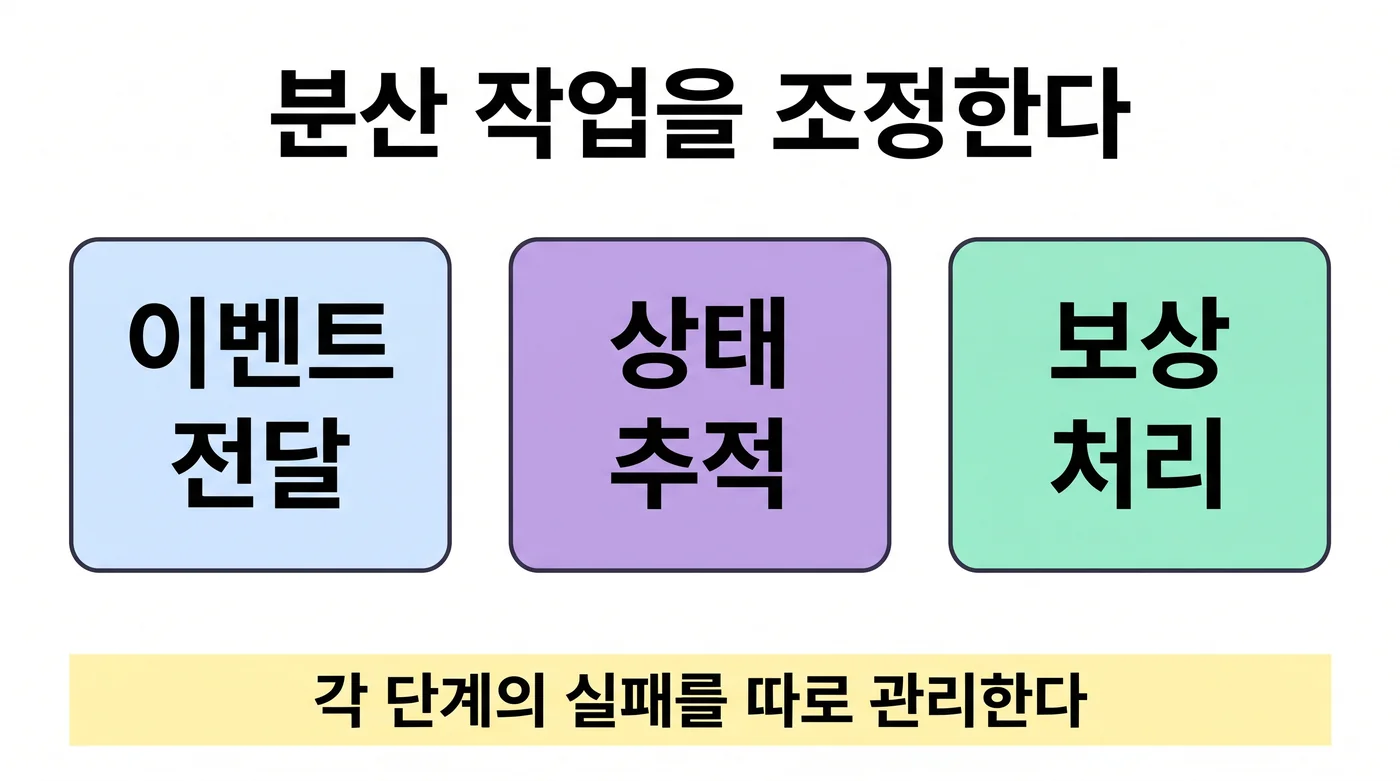 분산 작업을 조정한다
이벤트
전달
상태
추적
보상
처리
각 단계의 실패를 따로 관리한다